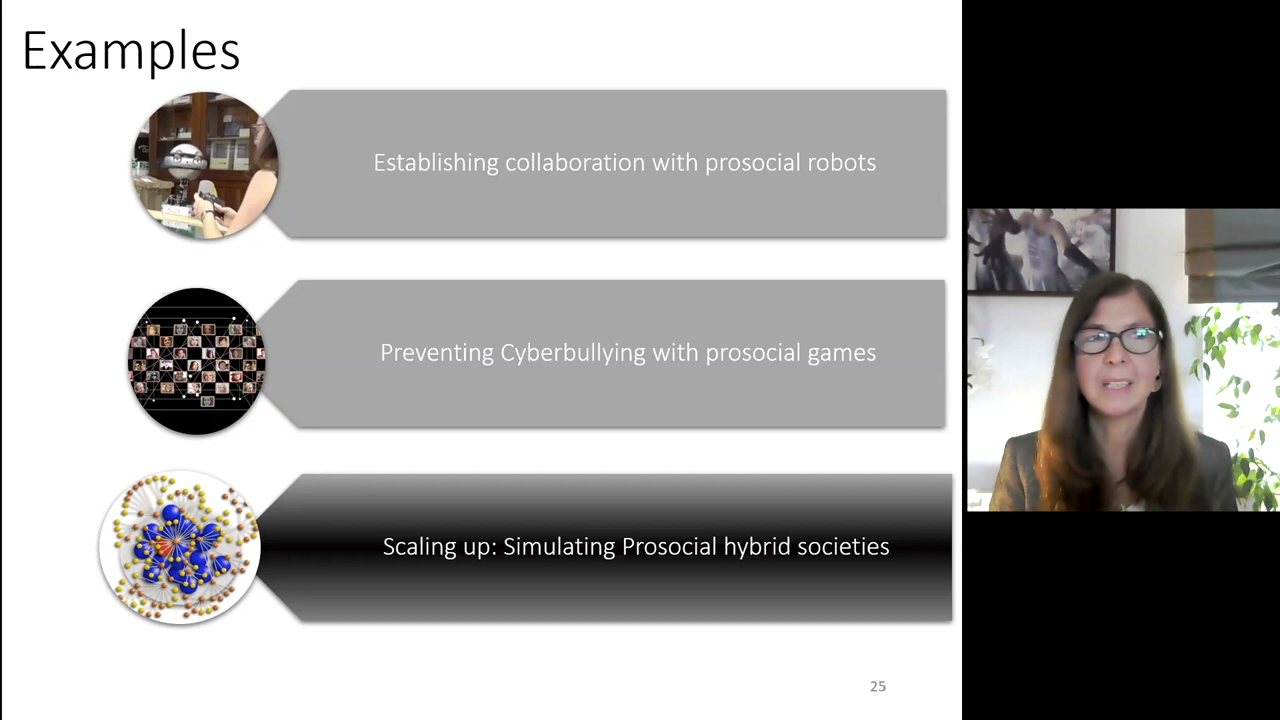 Examples
Establishing collaboration with prosocial robots
Preventing Cyberbullying with prosocial games
Scaling up: Simulating Prosocial hybrid societies
25